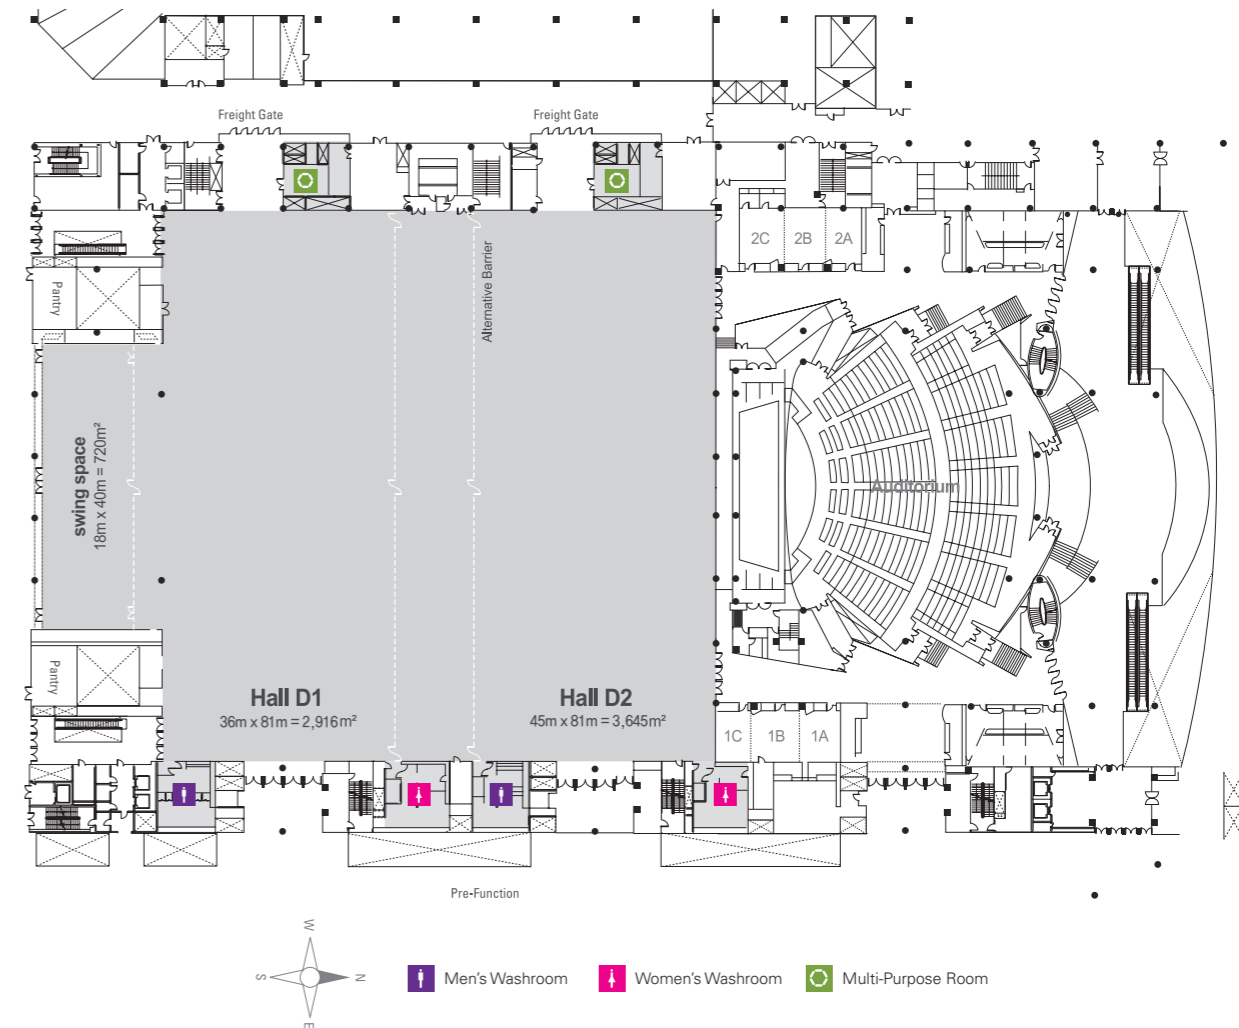 Freight Gate
Freight Gate
2C
2B
2A
Alternative Barrier
Pantry
swing space
18m x 40m = 720m²
Auditorium
Pantry
Hall D1
36m x 81m = 2,916m²
Hall D2
45m x 81m = 3,645m²
1C
1B
1A
Pre-Function
W
S
N
E
Men's Washroom
Women's Washroom
Multi-Purpose Room